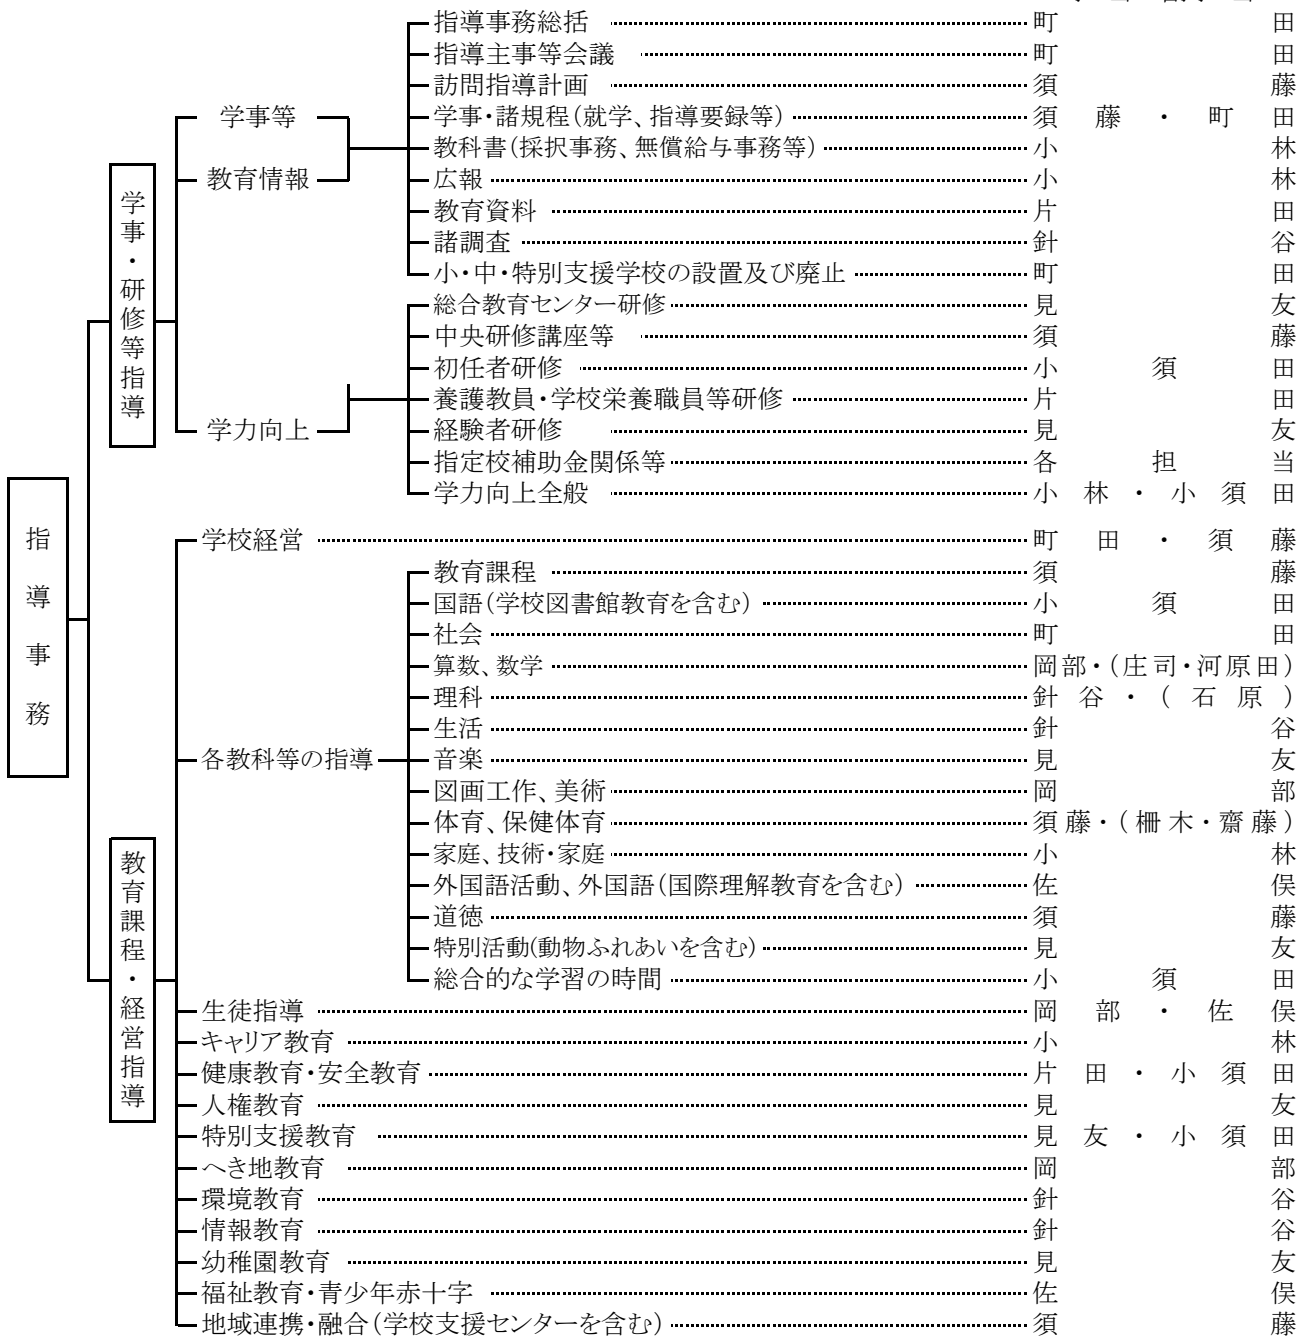 指導事務総括 町田
指導主事等会議 町田
訪問指導計画 須藤
学事等
学事・諸規程(就学、指導要録等) 須藤・町田
教科書(採択事務、無償給与事務等) 小林
教育情報
広報 小林
教育資料 片田
諸調査 針谷
小・中・特別支援学校の設置及び廃止 町田
学事・研修等指導
総合教育センター研修 見友
中央研修講座等 須藤
初任者研修 小須田
養護教員・学校栄養職員等研修 片田
学力向上
経験者研修 見友
指定校補助金関係等 各担当
学力向上全般 小林・小須田
指導事務
学校経営 町田・須藤
教育課程 須藤
国語(学校図書館教育を含む) 小須田
社会 町田
算数、数学 岡部・(庄司・河原田)
理科 針谷・(石原)
生活 針谷
各教科等の指導
音楽 見友
図画工作、美術 岡部
体育、保健体育 須藤・(柵木・齋藤)
家庭、技術・家庭 小林
外国語活動、外国語(国際理解教育を含む) 佐俣
道徳 須藤
特別活動(動物ふれあいを含む) 見友
総合的な学習の時間 小須田
教育課程・経営指導
生徒指導 岡部・佐俣
キャリア教育 小林
健康教育・安全教育 片田・小須田
人権教育 見友
特別支援教育 見友・小須田
へき地教育 岡部
環境教育 針谷
情報教育 針谷
幼稚園教育 見友
福祉教育・青少年赤十字 佐俣
地域連携・融合(学校支援センターを含む) 須藤